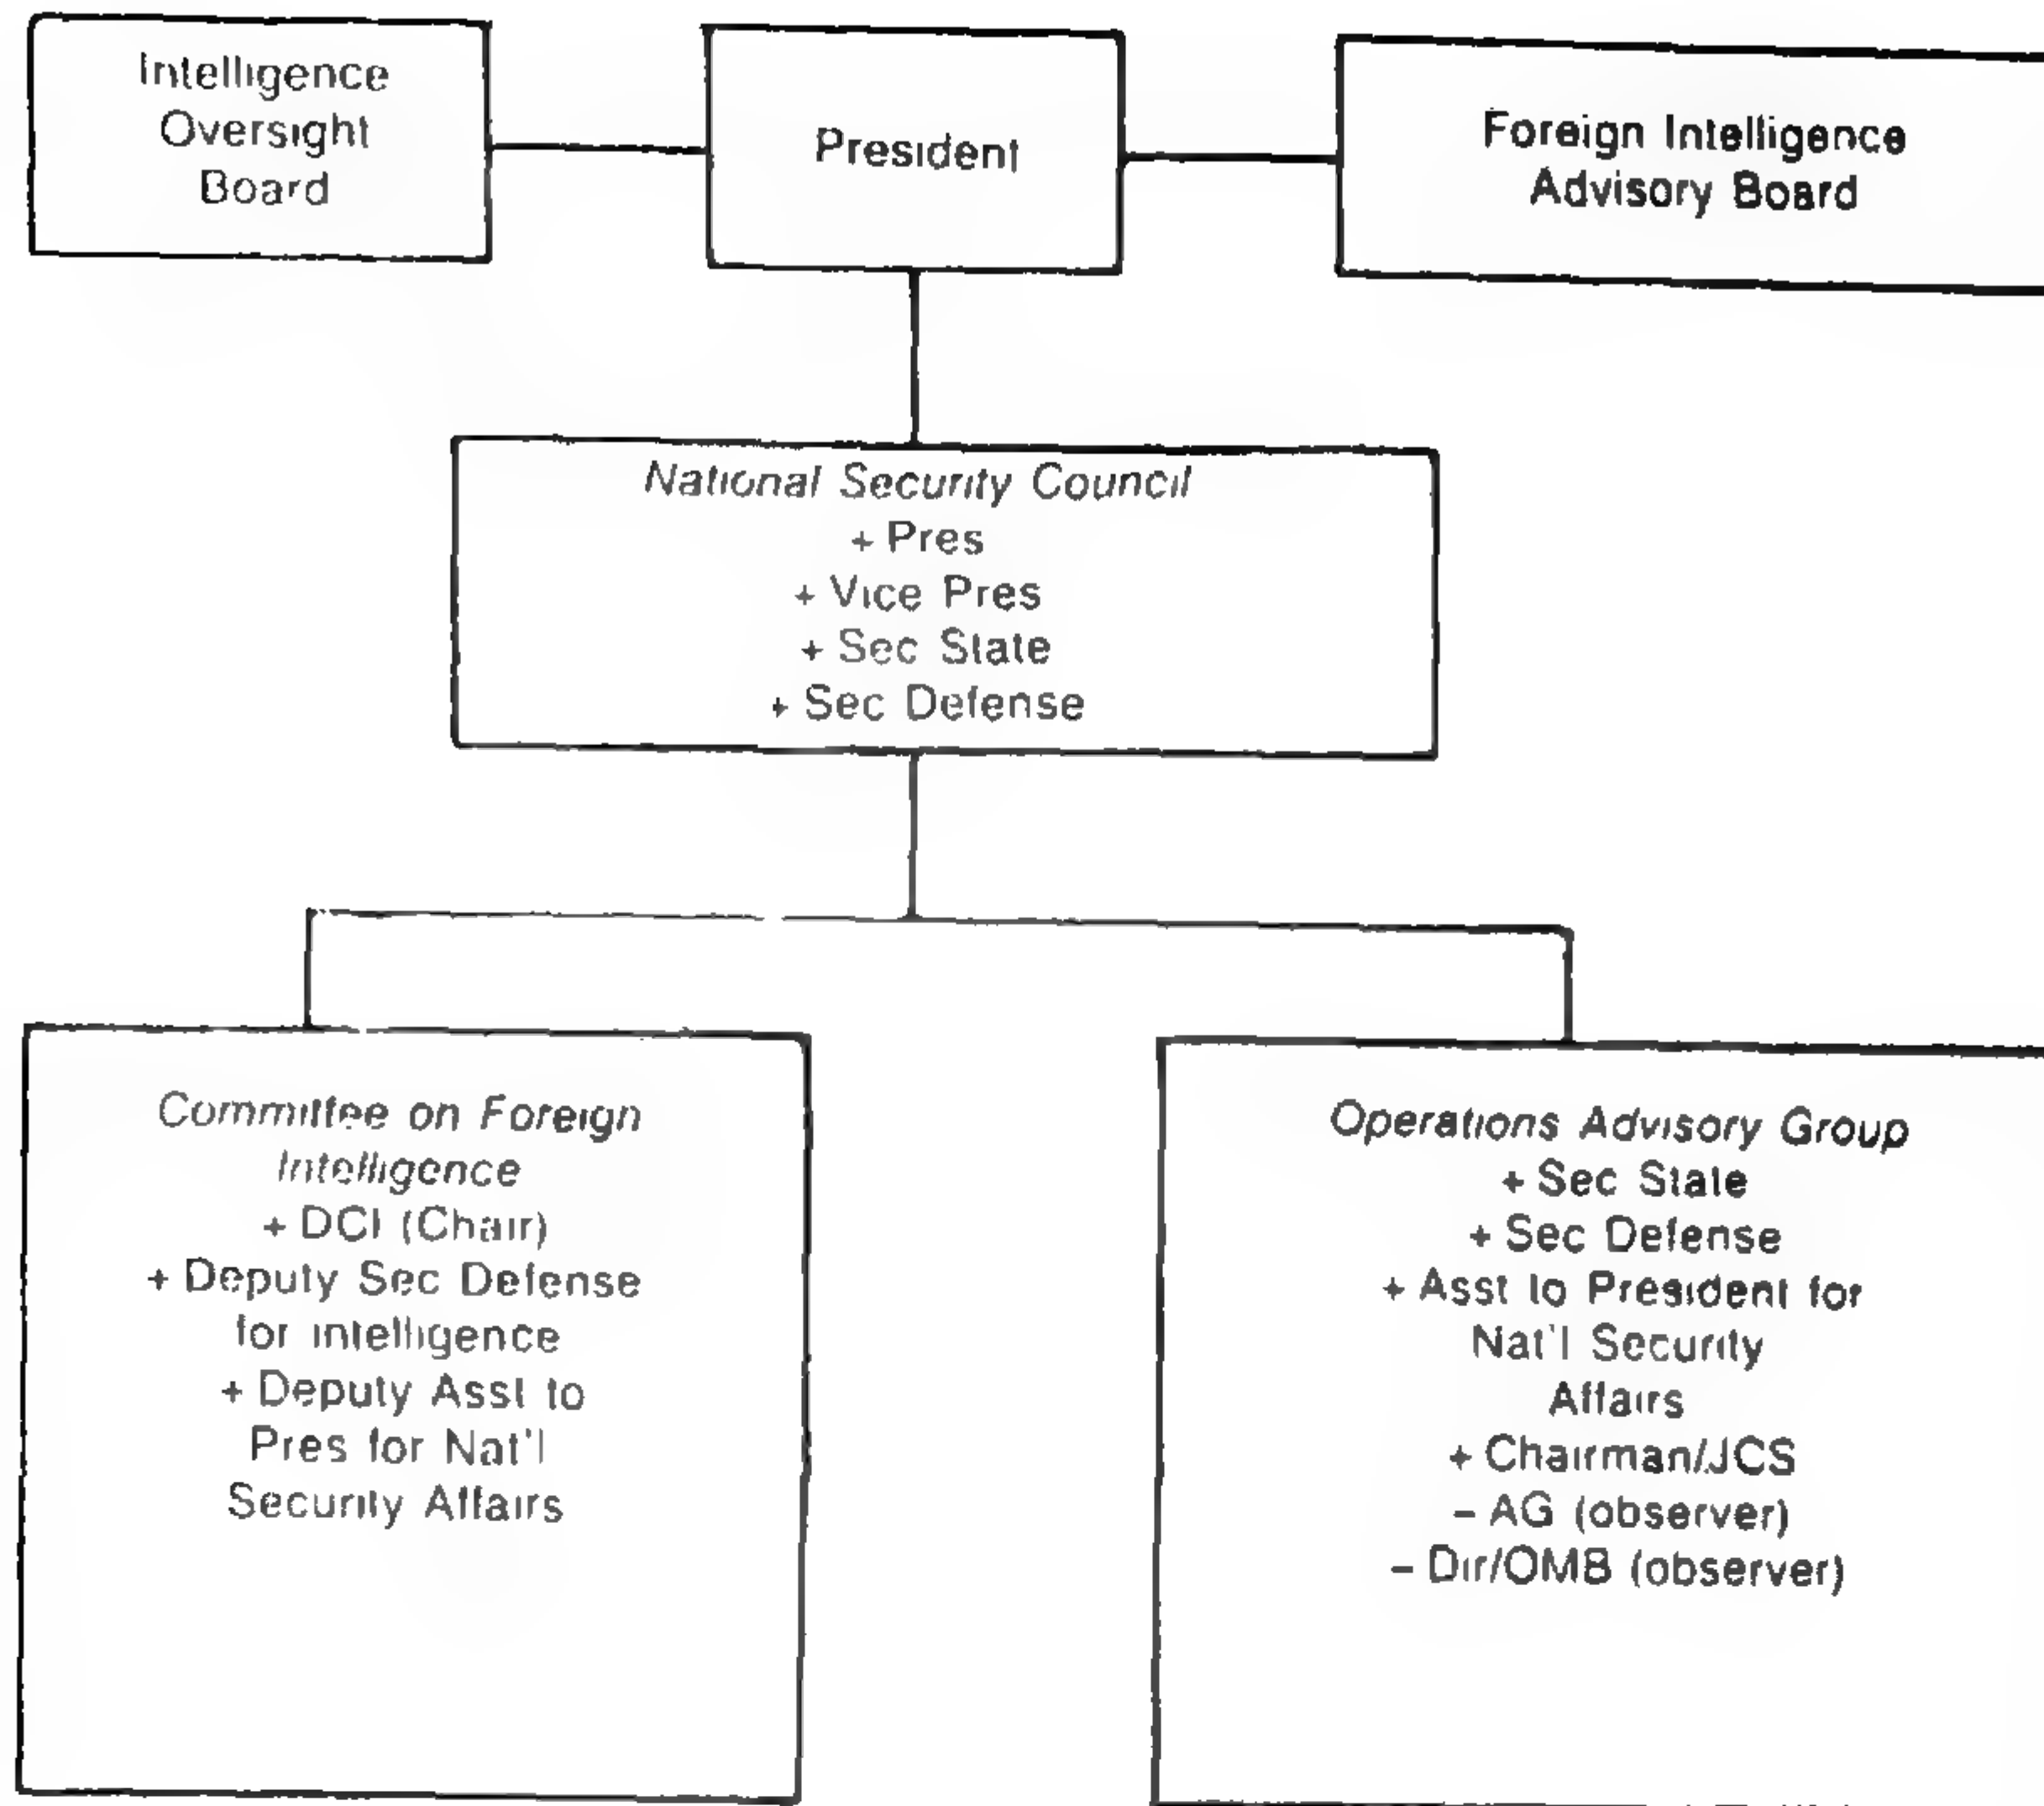 Intelligence
Oversight
Board
President
Foreign Intelligence
Advisory Board
National Security Council
+ Pres
+ Vice Pres
+ Sec State
+ Sec Defense
Committee on Foreign
Intelligence
+ DCI (Chair)
+ Deputy Sec Defense
for intelligence
+ Deputy Asst to
Pres for Nat'l
Security Affairs
Operations Advisory Group
+ Sec State
+ Sec Defense
+ Asst to President for
Nat'l Security
Affairs
+ Chairman/JCS
– AG (observer)
– Dir/OMB (observer)